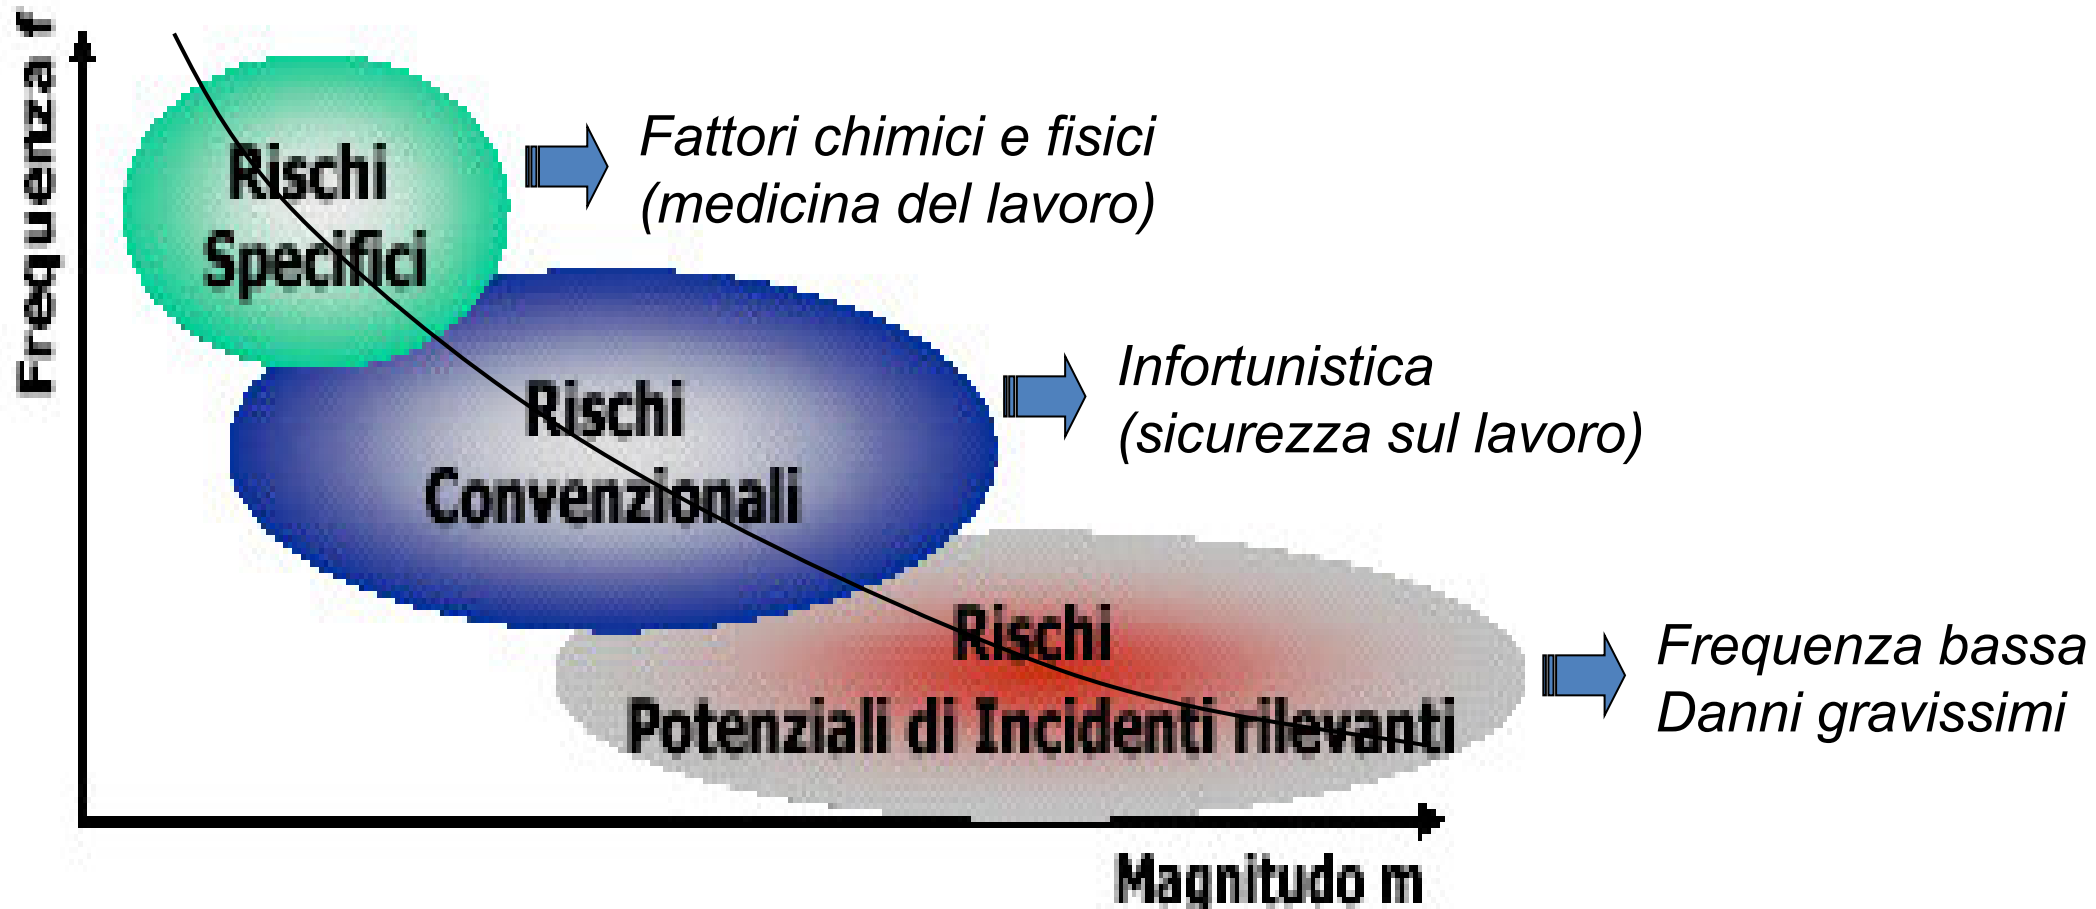 Frequenza f
Rischi
Specifici
Fattori chimici e fisici
(medicina del lavoro)
Rischi
Convenzionali
Infortunistica
(sicurezza sul lavoro)
Rischi
Potenziali di Incidenti rilevanti
Frequenza bassa
Danni gravissimi
Magnitudo m